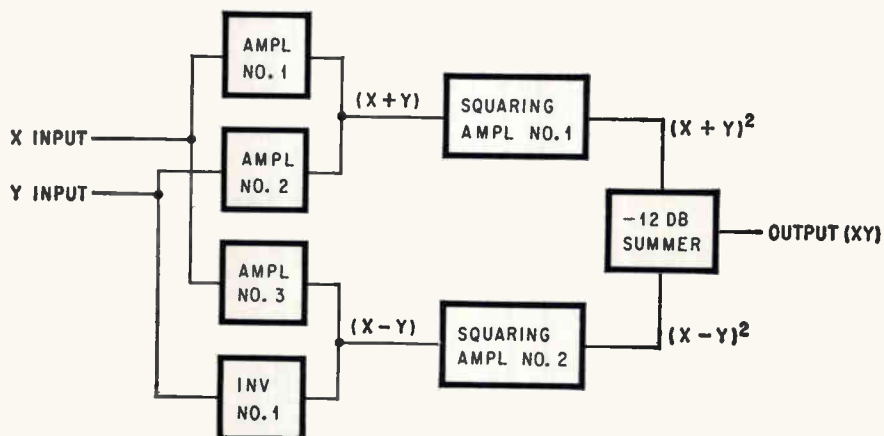 AMPL
NO. 1
(X+Y)
SQUARING
AMPL NO. 1
(X + Y)²
X INPUT
AMPL
NO. 2
Y INPUT
−12 DB
SUMMER
OUTPUT (XY)
AMPL
NO. 3
(X−Y)
SQUARING
AMPL NO. 2
(X−Y)²
INV
NO. 1